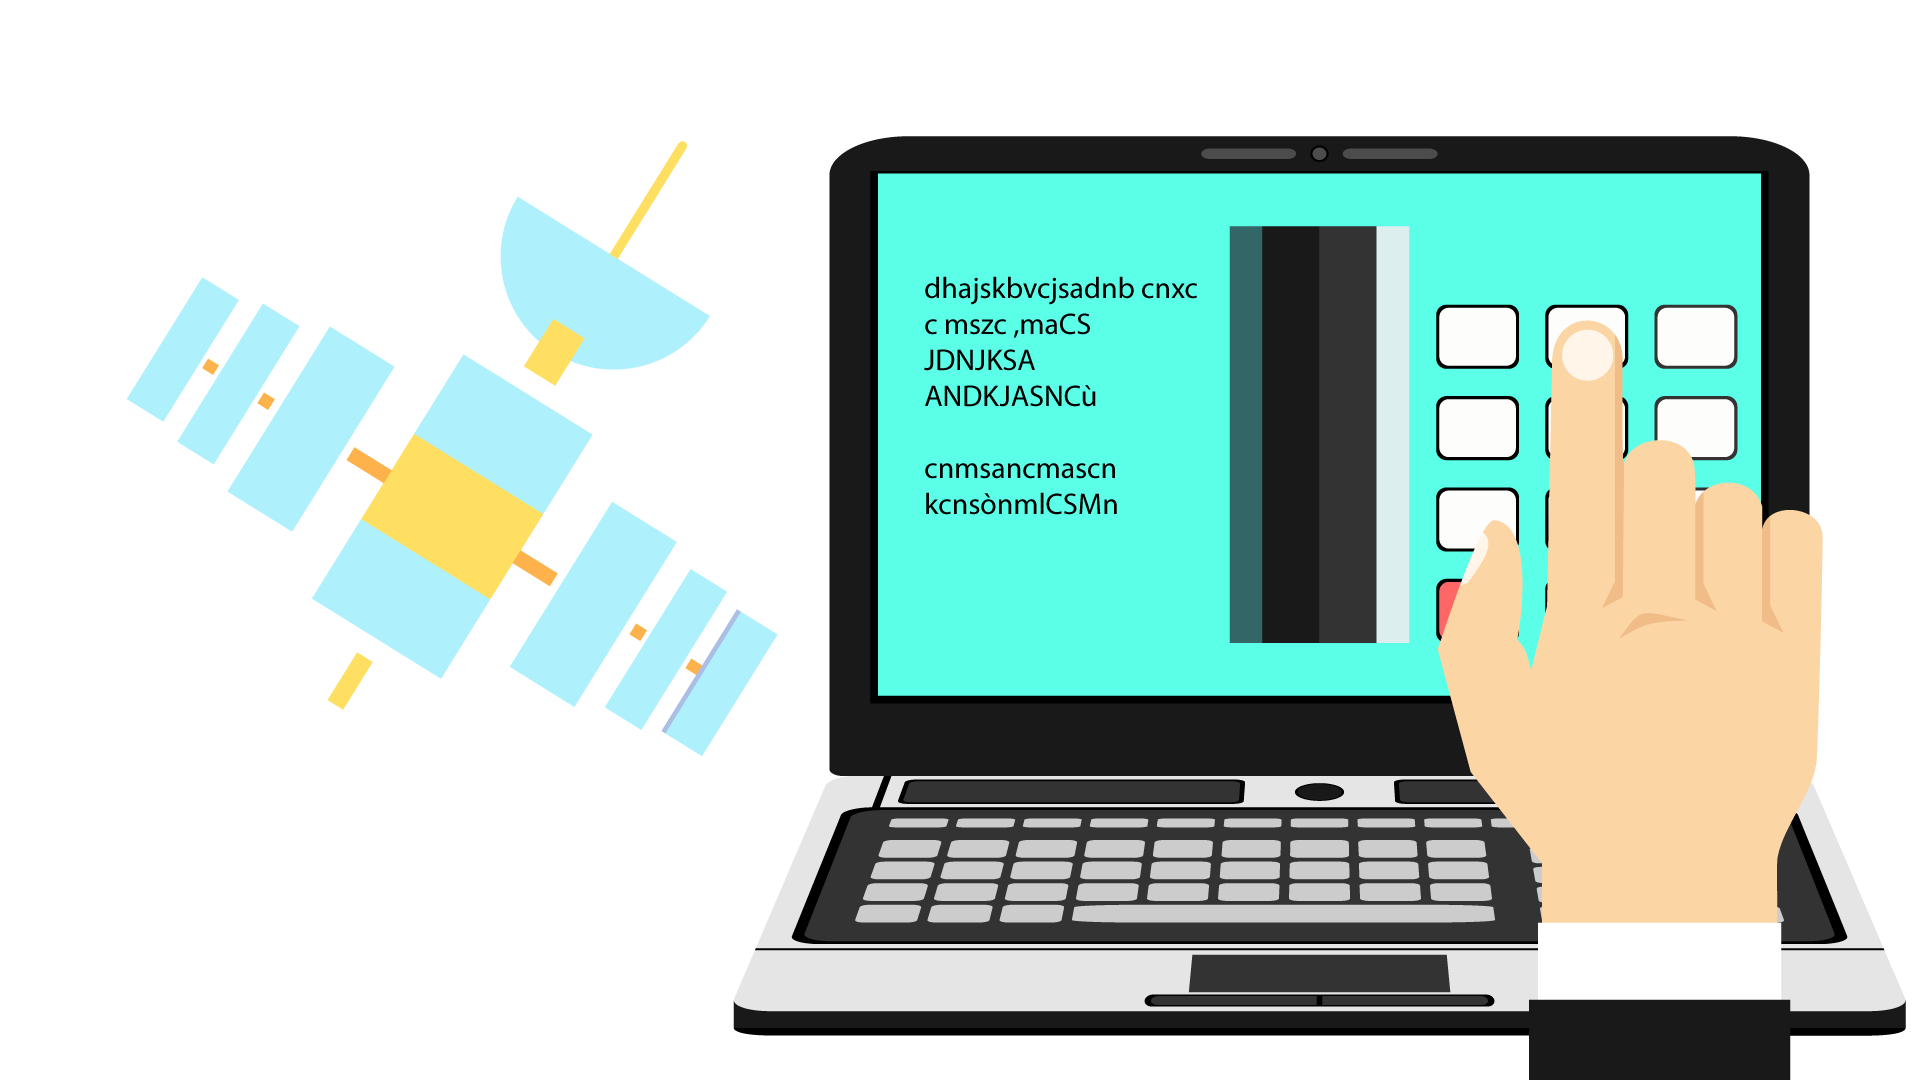 dhajskbvcjsadnb cnxc
c mszc ,maCS
JDNJKSA
ANDKJASNCù
cnmsancmascn
kcnsònmlCSMn